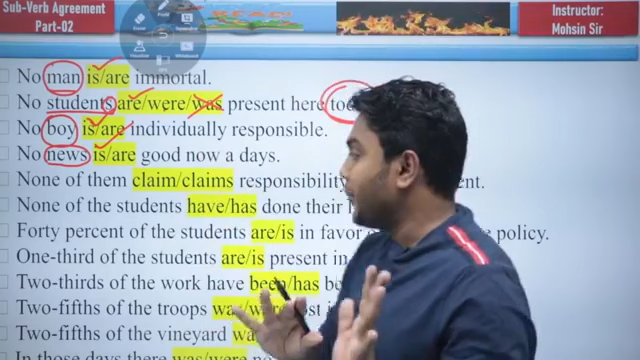 Sub-Verb Agreement
Part-02
Instructor:
Mohsin Sir
No man is/are immortal.
No students are/were/was present here
No boy is/are individually responsible.
No news is/are good now a days.
None of them claim/claims responsibility
None of the students have/has done their
Forty percent of the students are/is in favor policy.
One-third of the students are/is present in
Two-thirds of the work have been/has
Two-fifths of the troops was/were
Two-fifths of the vineyard
In those days there was/were